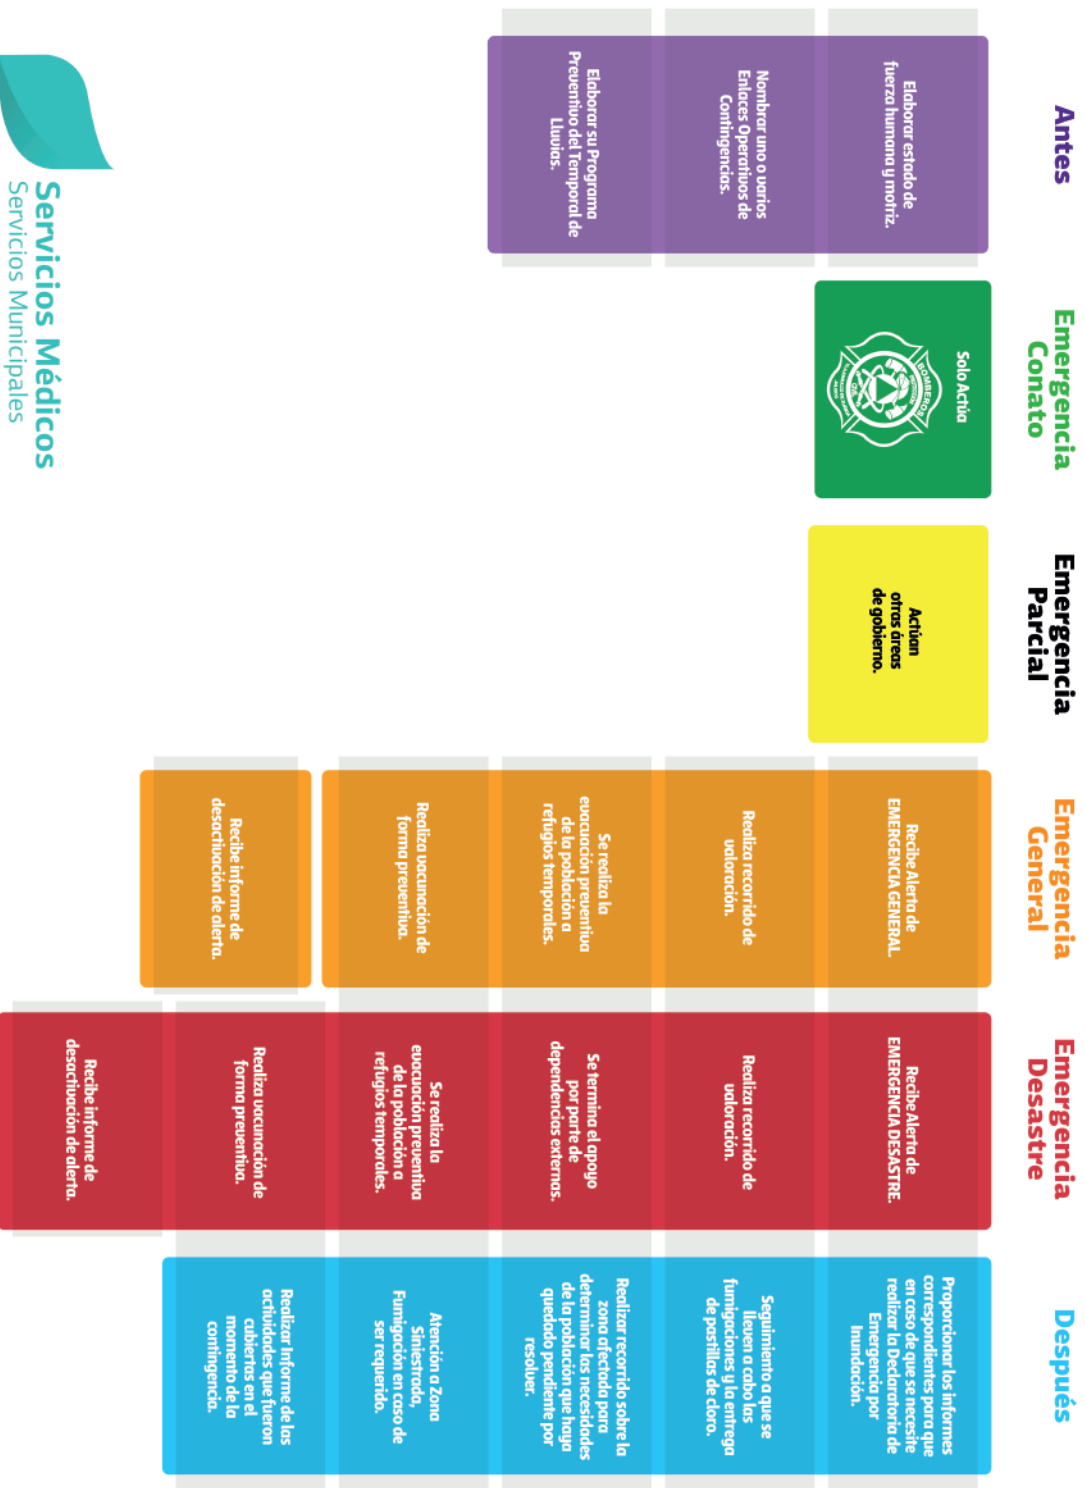 Servicios Médicos
Servicios Municipales
Antes
Elaborar estado de
fuerza humana y motriz.
Nombrar uno o varios
Enlaces Operativos de
Contingencias.
Elaborar su Programa
Preventivo del Temporal de
Lluvias.
Emergencia
Conato
Solo Actúa
BOMBEROS
Emergencia
Parcial
Actúan
otras áreas
de gobierno.
Emergencia
General
Recibe Alerta de
EMERGENCIA GENERAL.
Realiza recorrido de
valoración.
Se realiza la
evacuación preventiva
de la población a
refugios temporales.
Realiza vacunación de
forma preventiva.
Recibe informe de
desactivación de alerta.
Emergencia
Desastre
Recibe Alerta de
EMERGENCIA DESASTRE.
Realiza recorrido de
valoración.
Se termina el apoyo
por parte de
dependencias externas.
Se realiza la
evacuación preventiva
de la población a
refugios temporales.
Realiza vacunación de
forma preventiva.
Recibe informe de
desactivación de alerta.
Después
Proporcionar los informes
correspondientes para que
en caso de que se necesite
realizar la Declaratoria de
Emergencia por
Inundación.
Seguimiento a que se
lleven a cabo las
fumigaciones y la entrega
de pastillas de cloro.
Realizar recorrido sobre la
zona afectada para
determinar las necesidades
de la población que haya
quedado pendiente por
resolver.
Atención a Zona
Siniestrada,
Fumigación en caso de
ser requerido.
Realizar Informe de las
actividades que fueron
cubiertas en el
momento de la
contingencia.